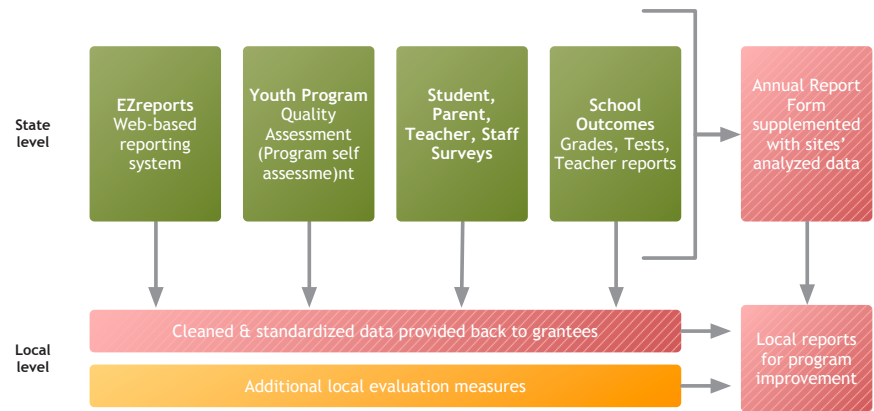 State
level
EZreports
Web-based
reporting
system
Youth Program
Quality
Assessment
(Program self
assessme)nt
Student,
Parent,
Teacher, Staff
Surveys
School
Outcomes
Grades, Tests,
Teacher reports
Annual Report
Form
supplemented
with sites’
analyzed data
Local
level
Cleaned & standardized data provided back to grantees
Additional local evaluation measures
Local reports
for program
improvement